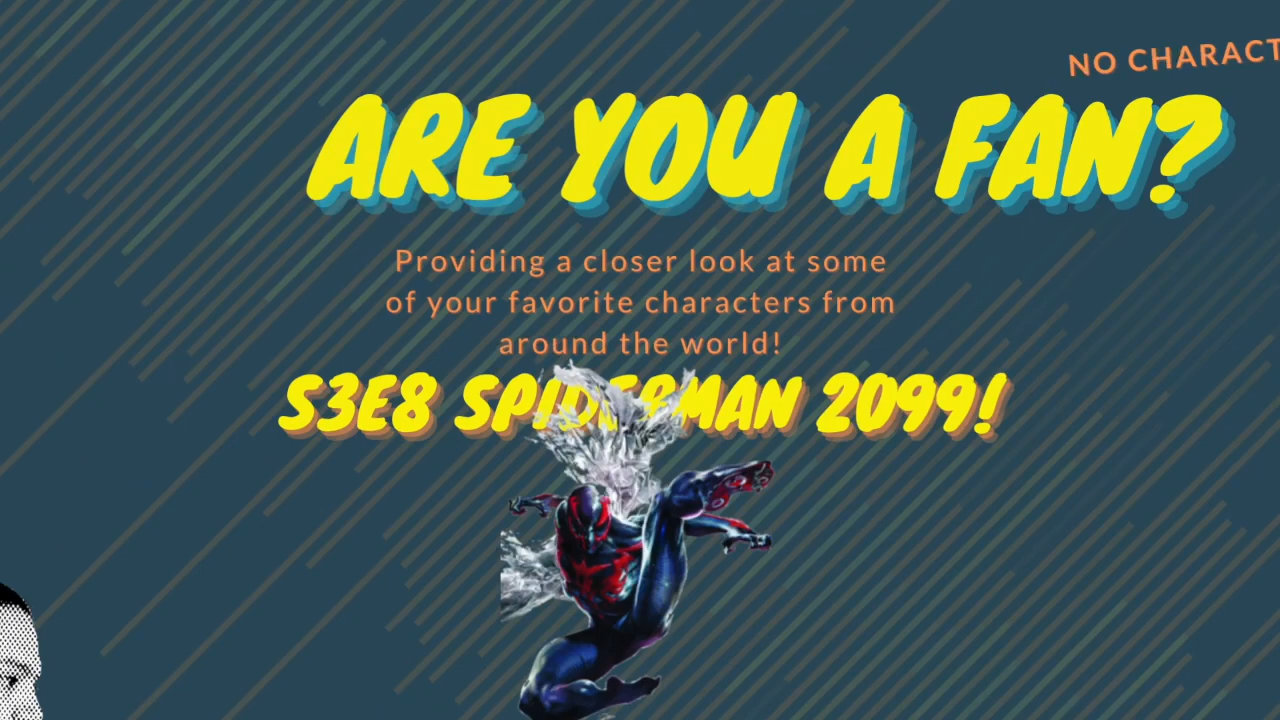 NO CHARACT
ARE YOU A FAN?
Providing a closer look at some
of your favorite characters from
around the world!
S3E8 SPIDERMAN 2099!